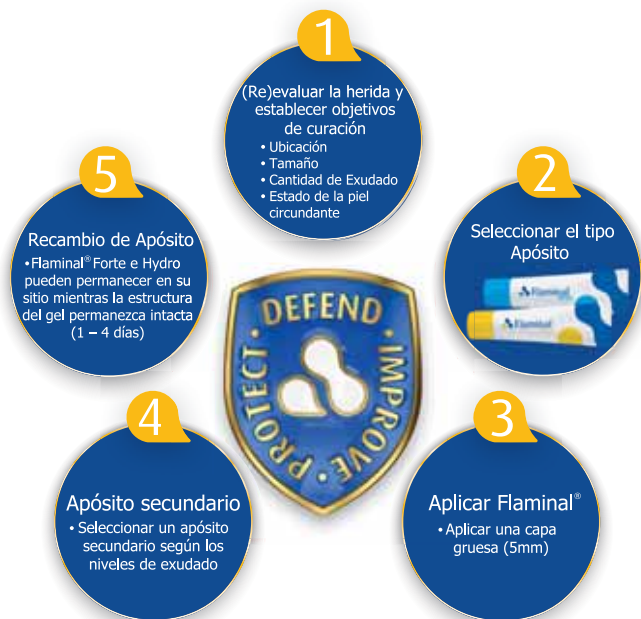 1
(Re)evaluar la herida y
establecer objetivos
de curación
• Ubicación
• Tamaño
• Cantidad de Exudado
• Estado de la piel
circundante
2
Seleccionar el tipo
Apósito
Flaminal
Flaminal
3
Aplicar Flaminal®
• Aplicar una capa
gruesa (5mm)
4
Apósito secundario
• Seleccionar un apósito
secundario según los
niveles de exudado
5
Recambio de Apósito
• Flaminal® Forte e Hydro
pueden permanecer en su
sitio mientras la estructura
del gel permanezca intacta
(1 – 4 días)
PROTECT • DEFEND • IMPROVE •